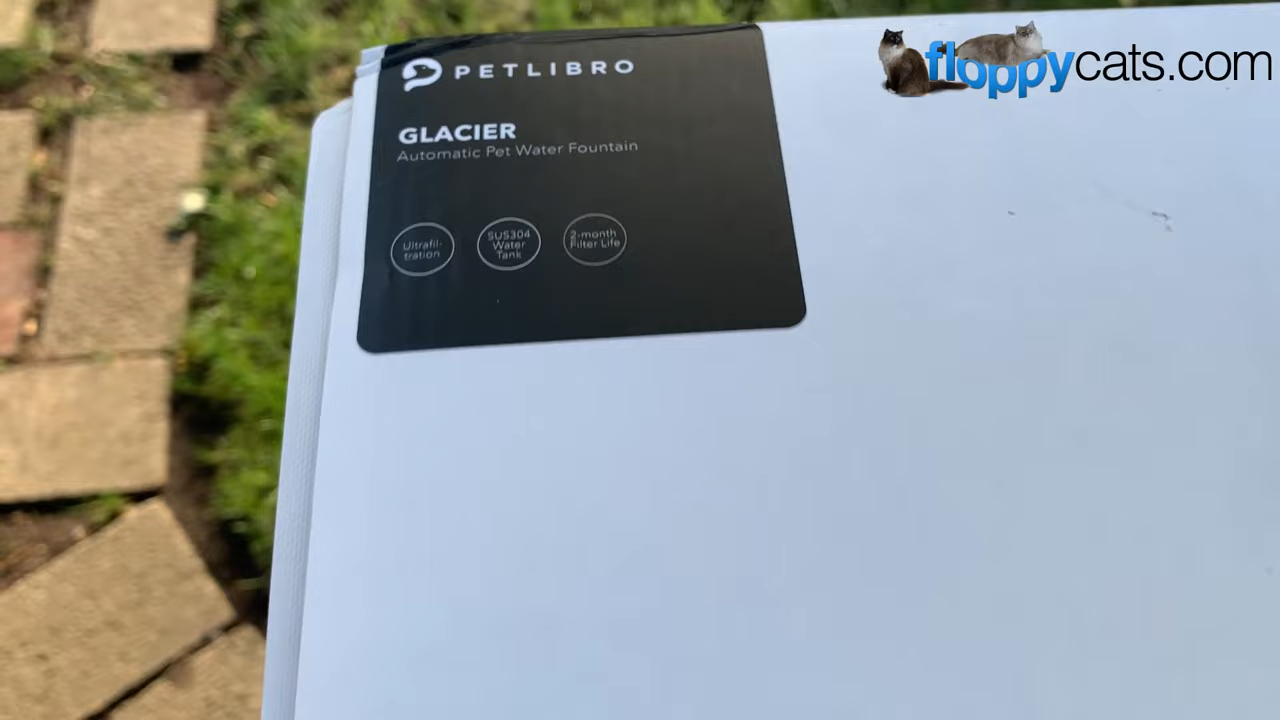 PETLIBRO
floppycats.com
GLACIER
Automatic Pet Water Fountain
Ultrafil-
tration
SUS304
Water
Tank
2-month
Filter Life